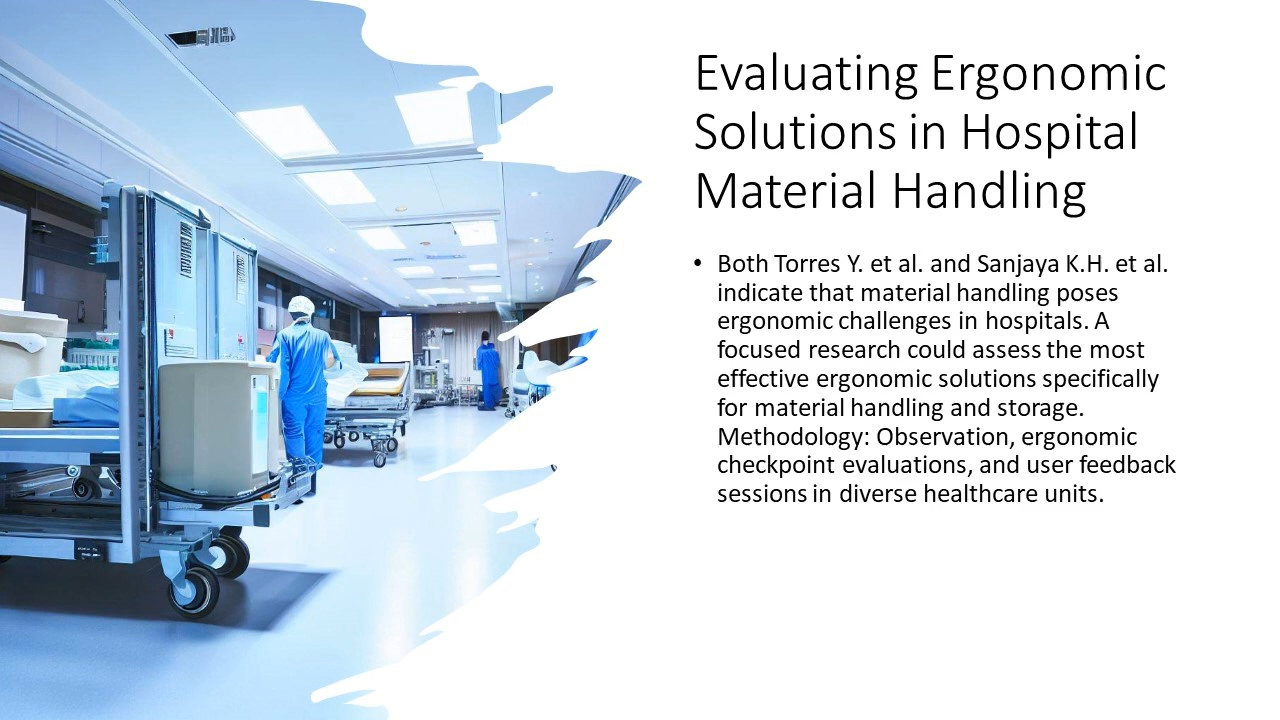 Evaluating Ergonomic
Solutions in Hospital
Material Handling
• Both Torres Y. et al. and Sanjaya K.H. et al.
indicate that material handling poses
ergonomic challenges in hospitals. A
focused research could assess the most
effective ergonomic solutions specifically
for material handling and storage.
Methodology: Observation, ergonomic
checkpoint evaluations, and user feedback
sessions in diverse healthcare units.